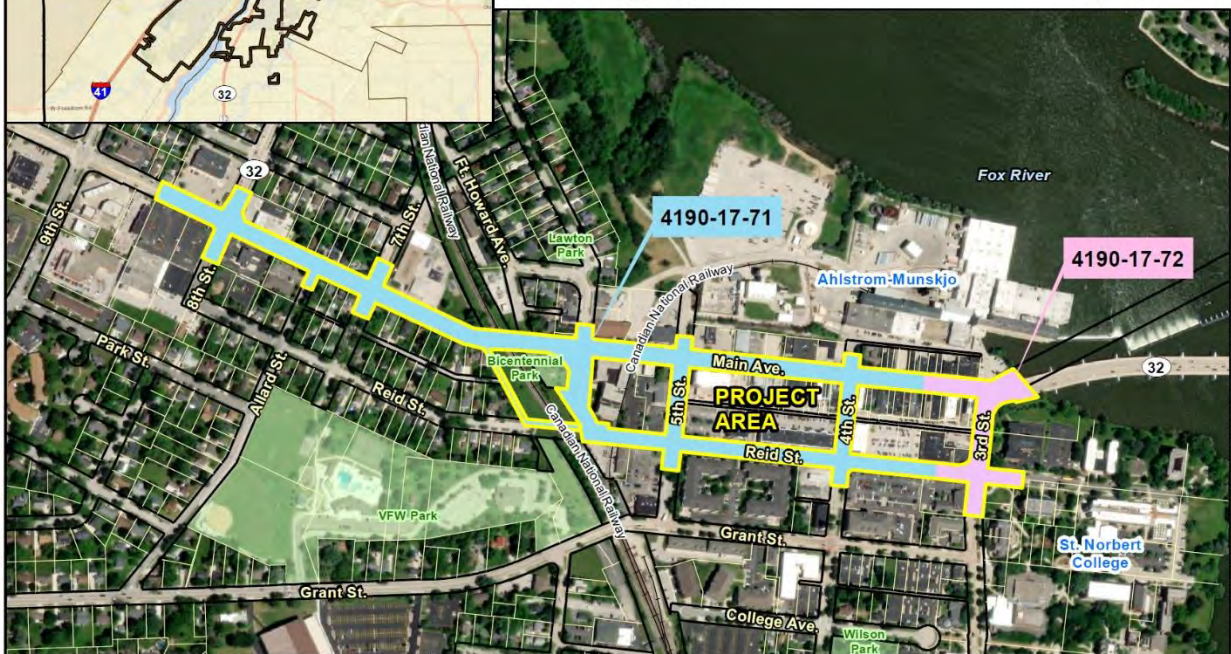 41
32
32
9th St.
8th St.
7th St.
Canadian National Railway
Ft. Howard Ave.
Lawton
Park
4190-17-71
Fox River
4190-17-72
Ahlstrom-Munskjo
Canadian National Railway
32
Park St.
Allard St.
Reid St.
Bicentennial
Park
Canadian National Railway
Main Ave.
5th St.
PROJECT
AREA
4th St.
3rd St.
Reid St.
VFW Park
Grant St.
Grant St.
St. Norbert
College
College Ave.
Wilson
Park